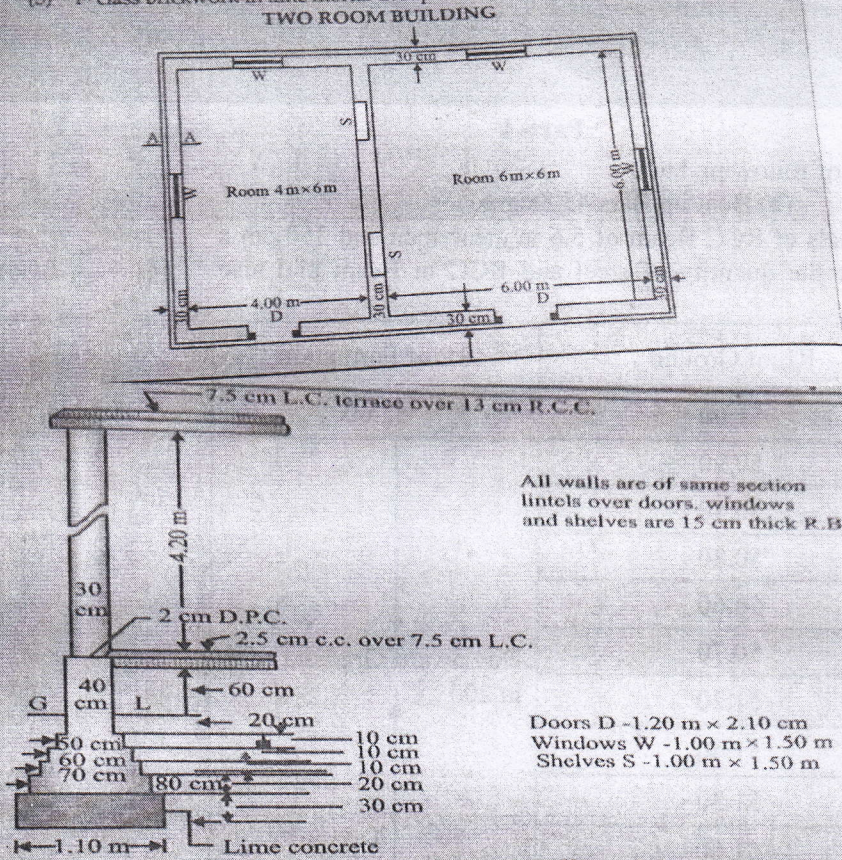 class brickwork in lime
TWO ROOM BUILDING
30 cm
W
W
S
A A
W
Room 4m×6m
Room 6m×6m
6.00 m
W
S
30 cm
4.00 m
D
30 cm
6.00 m
D
30 cm
30 cm
7.5 cm L.C. terrace over 13 cm R.C.C.
All walls are of same section
lintels over doors. windows
and shelves are 15 cm thick R.B
4.20 m
30
cm
2 cm D.P.C.
2.5 cm c.c. over 7.5 cm L.C.
40
cm
60 cm
G L
20 cm
Doors D -1.20 m × 2.10 cm
Windows W -1.00 m × 1.50 m
Shelves S -1.00 m × 1.50 m
50 cm
10 cm
60 cm
10 cm
70 cm
10 cm
80 cm
20 cm
30 cm
1.10 m
Lime concrete